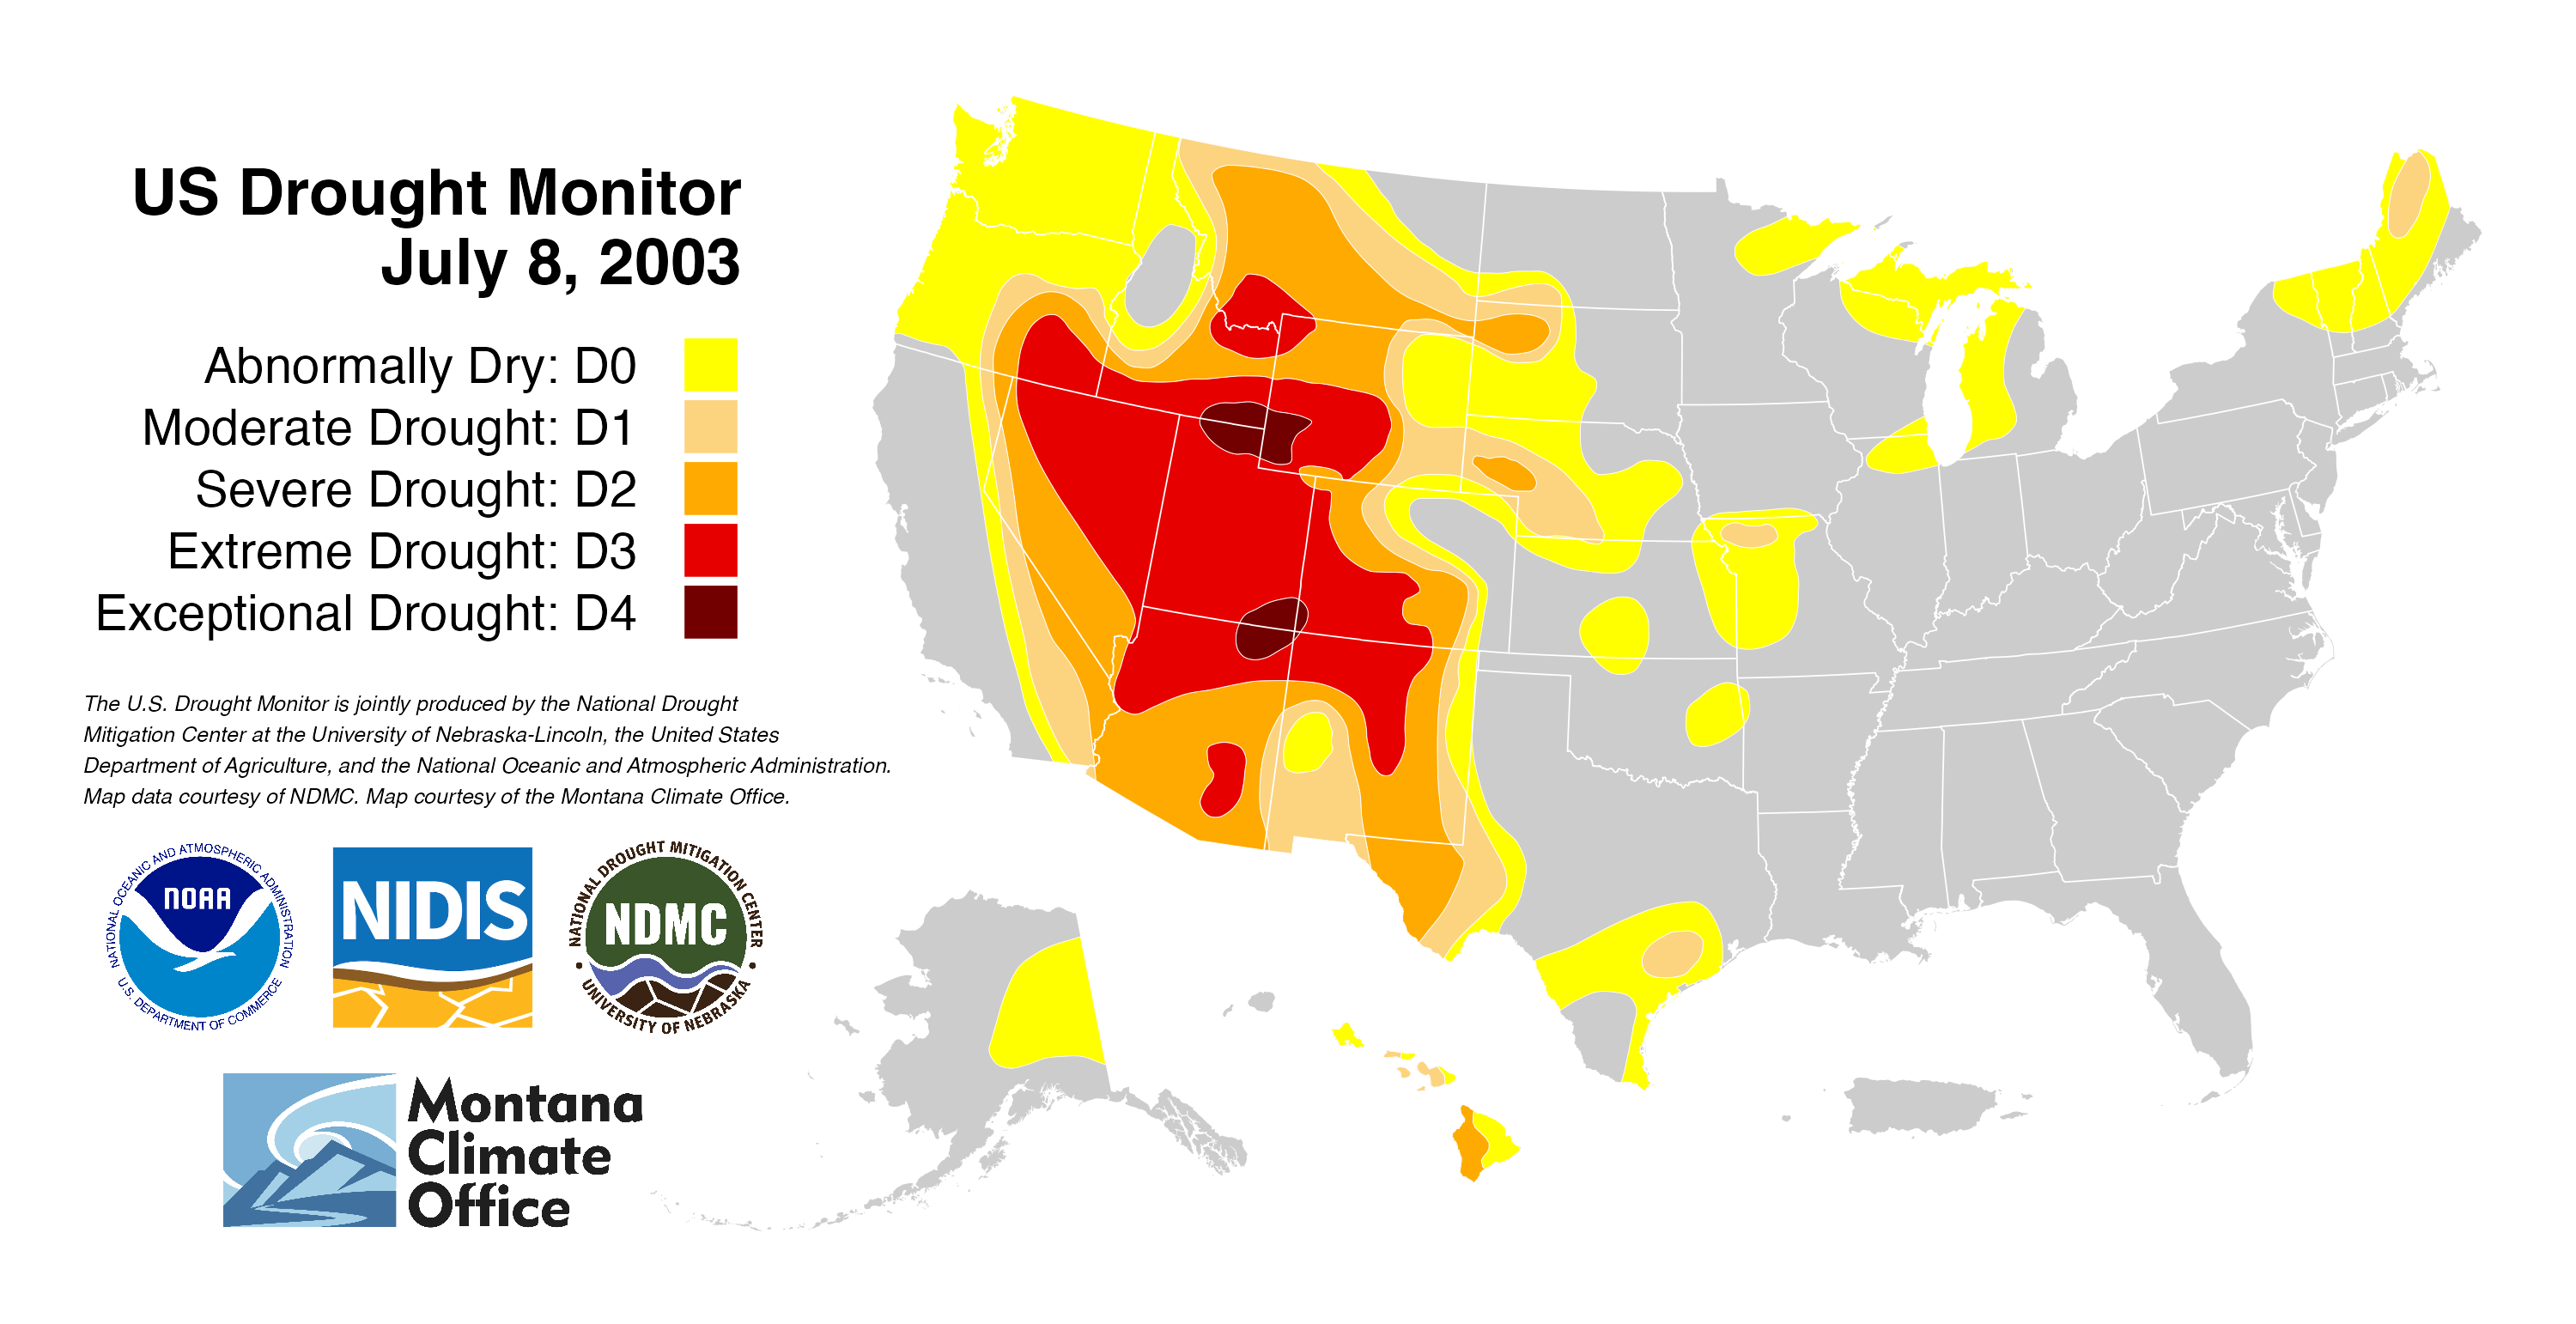 US Drought Monitor
July 8, 2003
Abnormally Dry: D0
Moderate Drought: D1
Severe Drought: D2
Extreme Drought: D3
Exceptional Drought: D4
The U.S. Drought Monitor is jointly produced by the National Drought
Mitigation Center at the University of Nebraska-Lincoln, the United States
Department of Agriculture, and the National Oceanic and Atmospheric Administration.
Map data courtesy of NDMC. Map courtesy of the Montana Climate Office.
NATIONAL OCEANIC AND ATMOSPHERIC ADMINISTRATION
NOAA
U.S. DEPARTMENT OF COMMERCE
NIDIS
NATIONAL DROUGHT MITIGATION CENTER
NDMC
UNIVERSITY OF NEBRASKA
Montana
Climate
Office